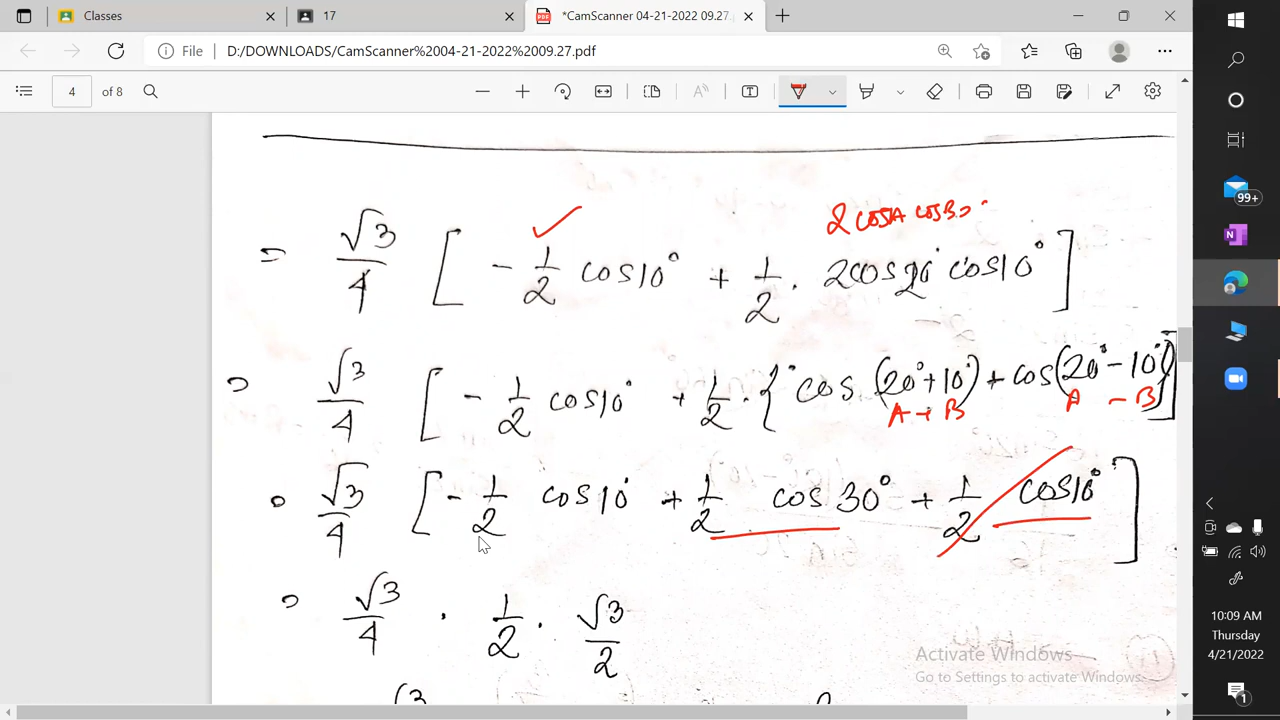 Classes
17
*CamScanner 04-21-2022 09.27.
File D:/DOWNLOADS/CamScanner%2004-21-2022%2009.27.pdf
4 of 8
2 cosA cosB =
= √3/4 [ - 1/2 cos10° + 1/2 · 2cos20° cos10° ]
= √3/4 [ - 1/2 cos10° + 1/2 · { cos (20°+10°) + cos(20°-10°) } ]
A + B A - B
= √3/4 [ - 1/2 cos10° + 1/2 cos 30° + 1/2 cos10° ]
= √3/4 · 1/2 · √3/2
99+
N
Activate Windows
Go to Settings to activate Windows.
10:09 AM
Thursday
4/21/2022
1